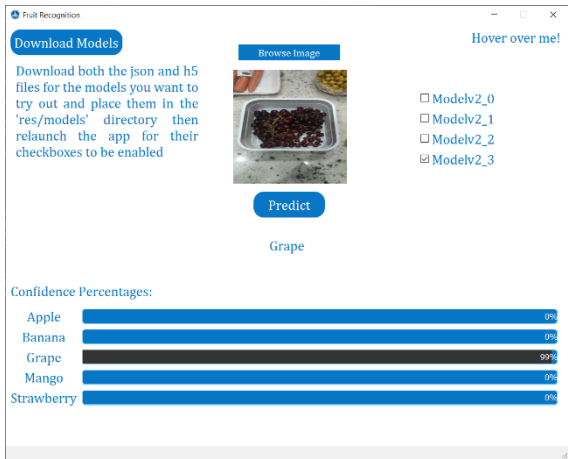 Fruit Recognition
Download Models
Browse Image
Hover over me!
Download both the json and h5
files for the models you want to
try out and place them in the
'res/models' directory then
relaunch the app for their
checkboxes to be enabled
Modelv2_0
Modelv2_1
Modelv2_2
Modelv2_3
Predict
Grape
Confidence Percentages:
Apple 0%
Banana 0%
Grape 99%
Mango 0%
Strawberry 0%